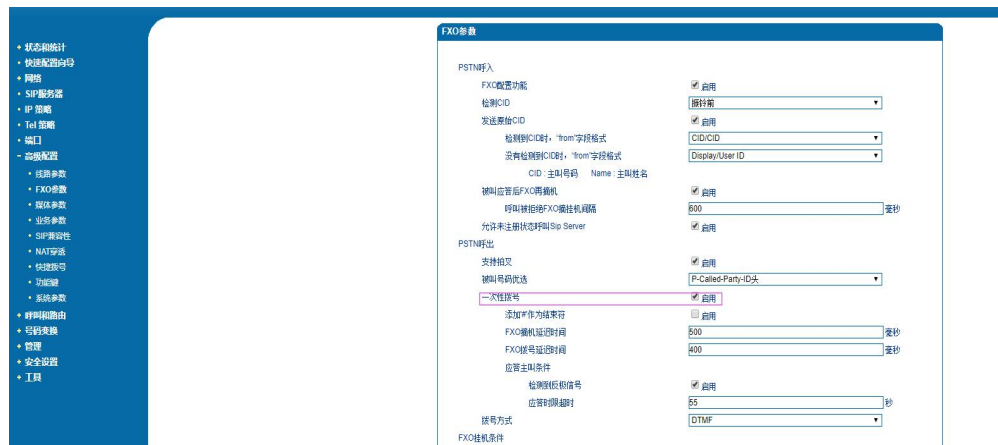 FXO参数
+ 状态和统计
• 快速配置向导
+ 网络
• SIP服务器
• IP 策略
• Tel 策略
• 端口
- 高级配置
• 线路参数
• FXO参数
• 媒体参数
• 业务参数
• SIP兼容性
• NAT穿透
• 快捷拨号
• 功能键
• 系统参数
+ 呼叫和路由
+ 号码变换
+ 管理
+ 安全设置
+ 工具
PSTN呼入
FXO配置功能 启用
检测CID 振铃前
发送原始CID 启用
检测到CID时，"from"字段格式 CID/CID
没有检测到CID时，"from"字段格式 Display/User ID
CID : 主叫号码 Name : 主叫姓名
被叫应答后FXO再摘机 启用
呼叫被拒绝FXO摘挂机间隔 600 毫秒
允许未注册状态呼叫Sip Server 启用
PSTN呼出
支持拍叉 启用
被叫号码优选 P-Called-Party-ID头
一次性拨号 启用
添加'#'作为结束符 启用
FXO摘机延迟时间 500 毫秒
FXO拨号延迟时间 400 毫秒
应答主叫条件
检测到反极信号 启用
应答时限超时 55 秒
拨号方式 DTMF
FXO挂机条件